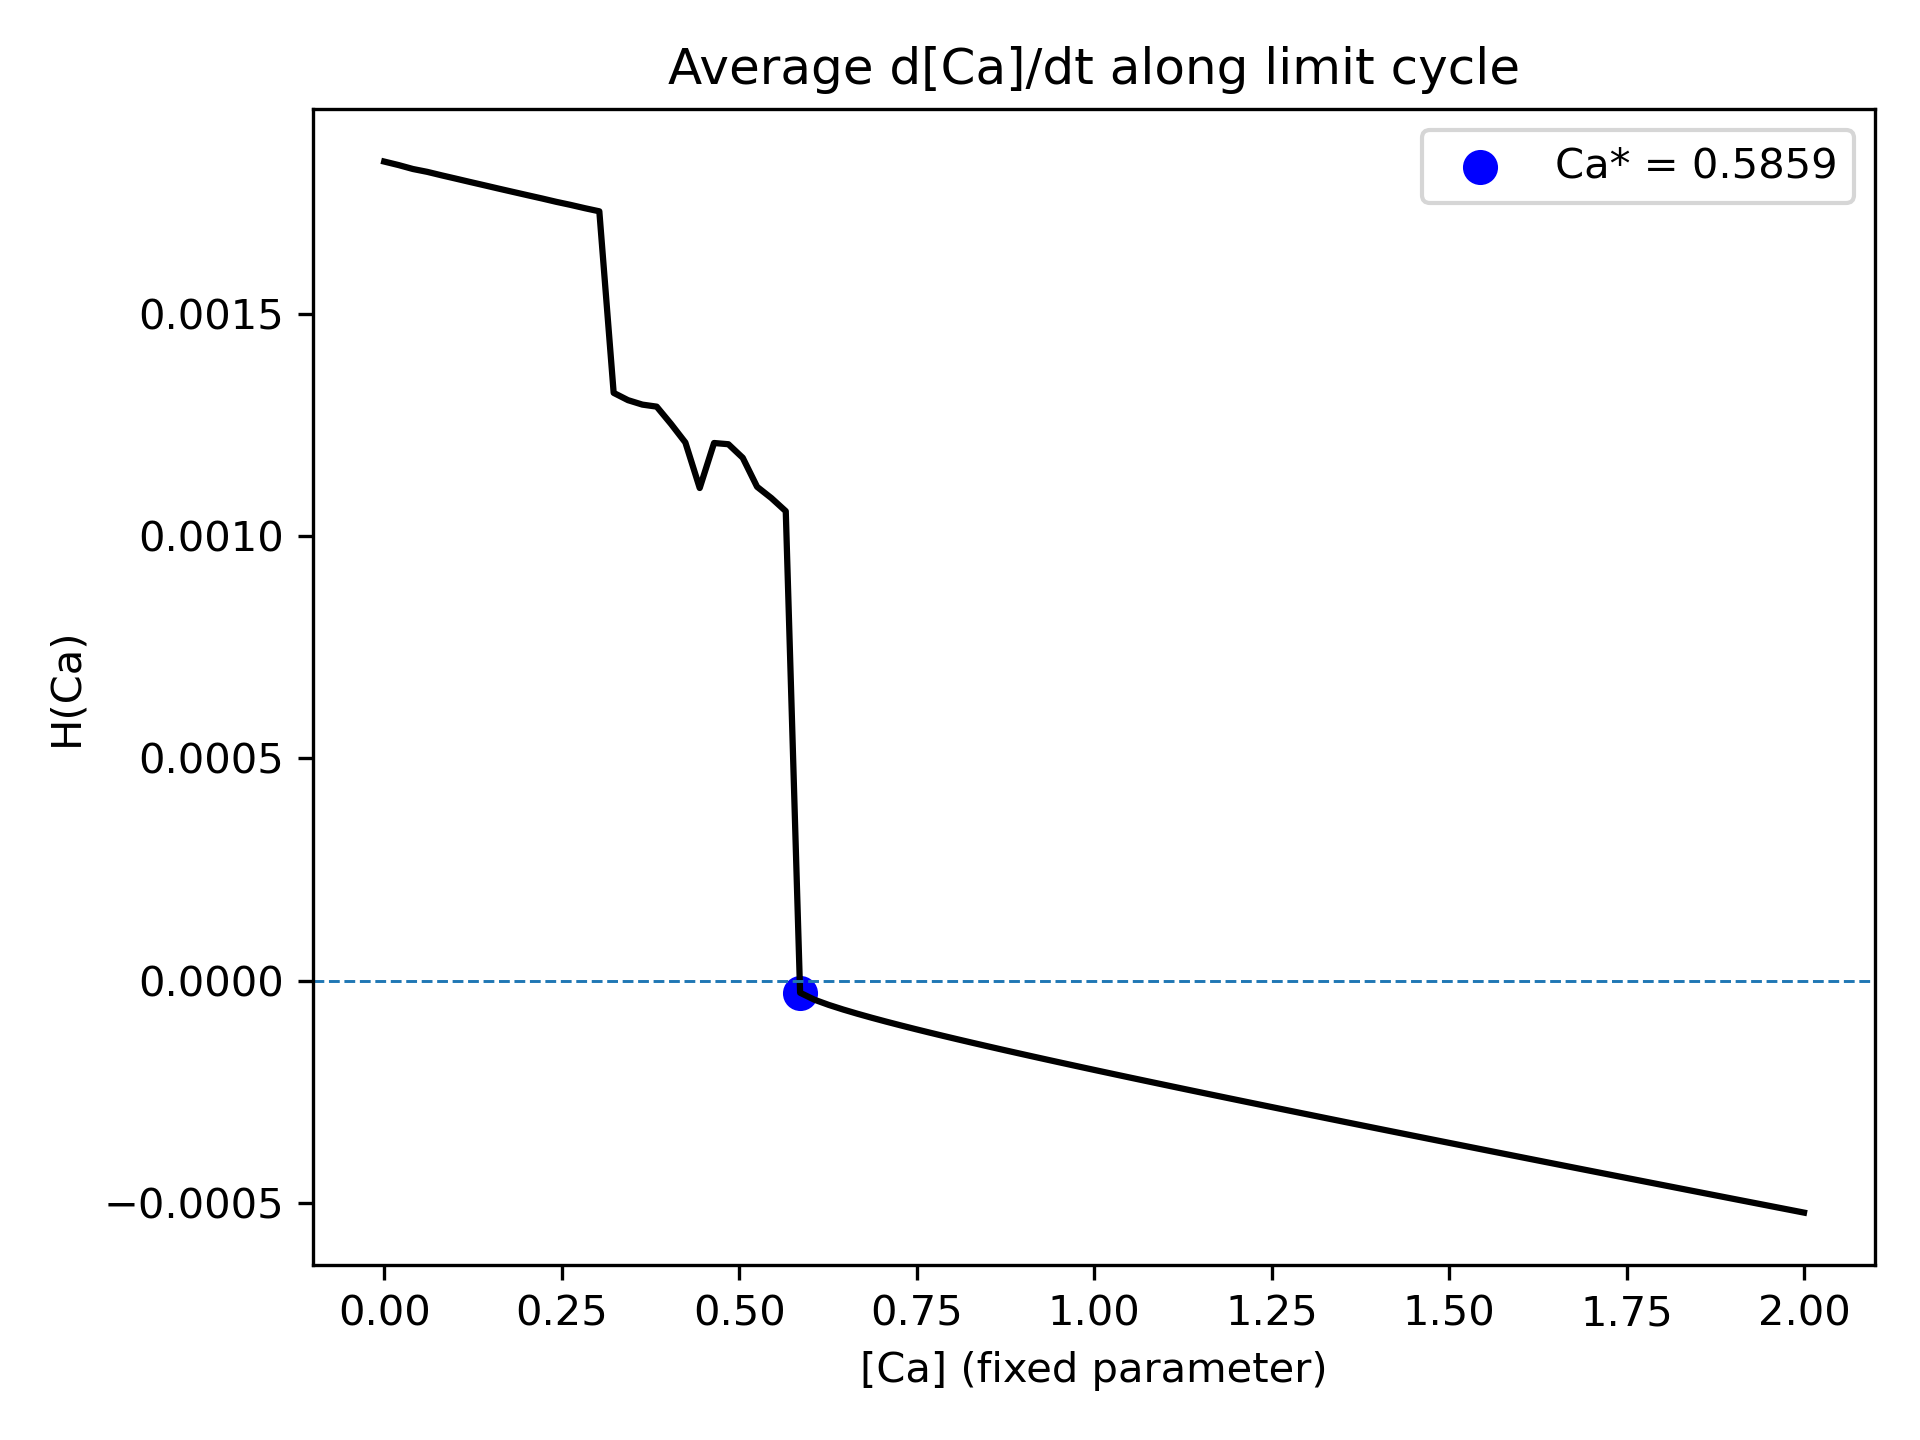 Average d[Ca]/dt along limit cycle
Ca* = 0.5859
0.0015
0.0010
0.0005
0.0000
−0.0005
H(Ca)
0.00 0.25 0.50 0.75 1.00 1.25 1.50 1.75 2.00
[Ca] (fixed parameter)